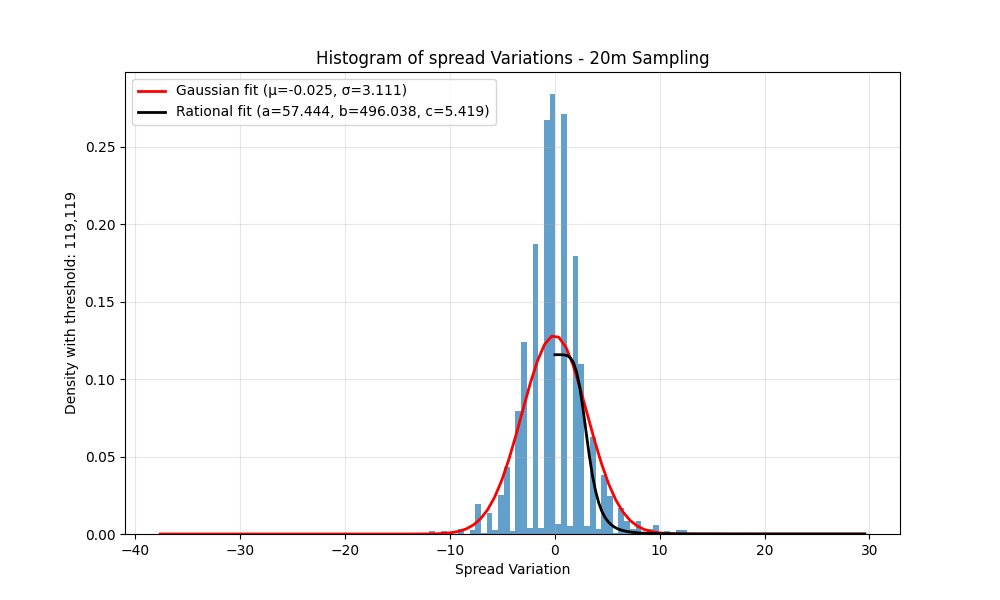 Histogram of spread Variations - 20m Sampling
Gaussian fit (μ=-0.025, σ=3.111)
Rational fit (a=57.444, b=496.038, c=5.419)
Density with threshold: 119,119
0.25
0.20
0.15
0.10
0.05
0.00
−40 −30 −20 −10 0 10 20 30
Spread Variation